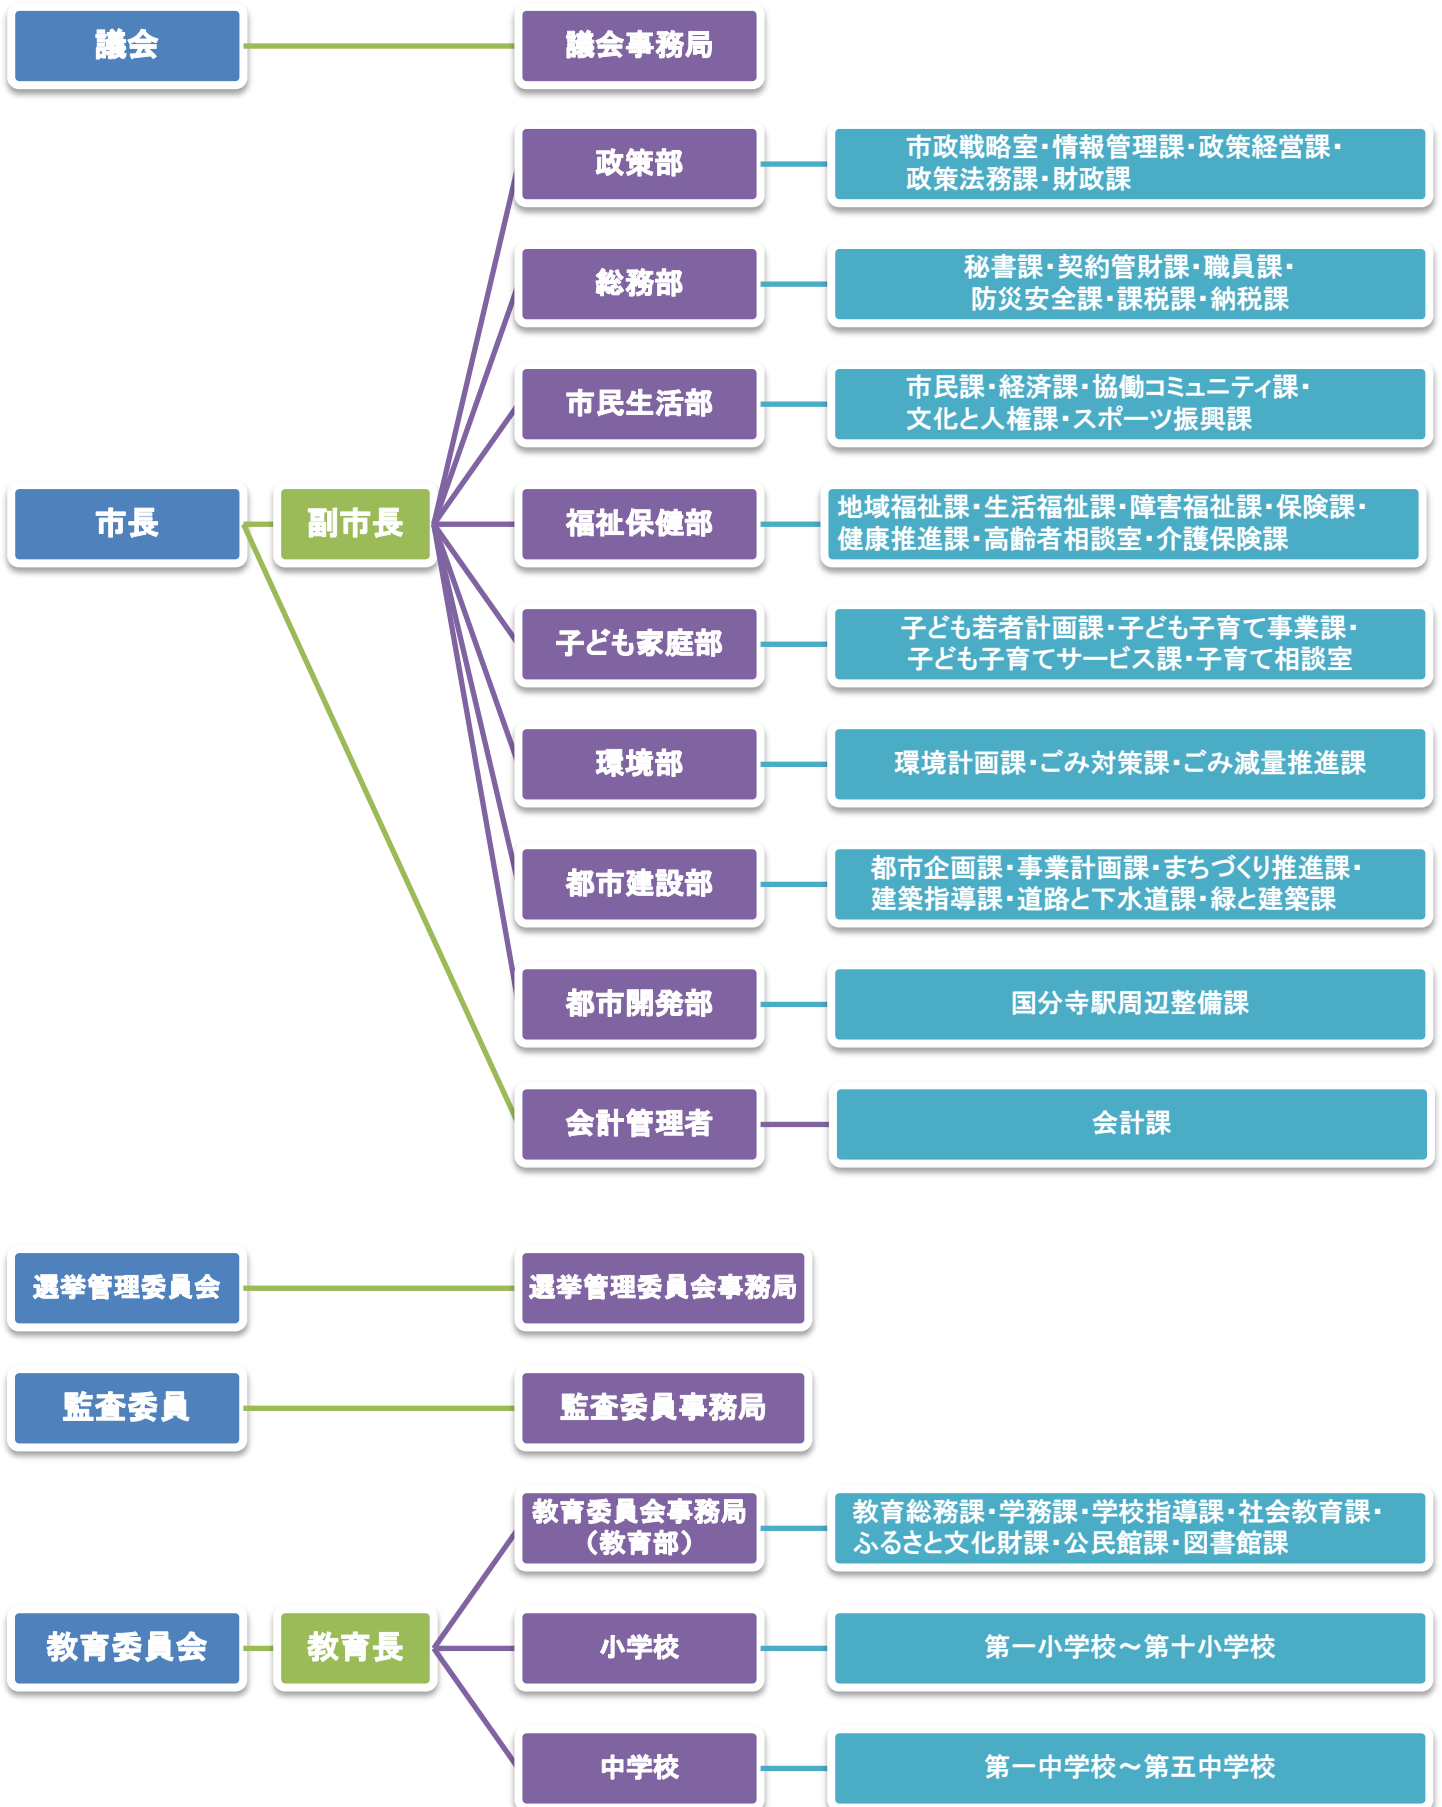 議会
議会事務局
政策部
市政戦略室・情報管理課・政策経営課・
政策法務課・財政課
総務部
秘書課・契約管財課・職員課・
防災安全課・課税課・納税課
市民生活部
市民課・経済課・協働コミュニティ課・
文化と人権課・スポーツ振興課
市長
副市長
福祉保健部
地域福祉課・生活福祉課・障害福祉課・保険課・
健康推進課・高齢者相談室・介護保険課
子ども家庭部
子ども若者計画課・子ども子育て事業課・
子ども子育てサービス課・子育て相談室
環境部
環境計画課・ごみ対策課・ごみ減量推進課
都市建設部
都市企画課・事業計画課・まちづくり推進課・
建築指導課・道路と下水道課・緑と建築課
都市開発部
国分寺駅周辺整備課
会計管理者
会計課
選挙管理委員会
選挙管理委員会事務局
監査委員
監査委員事務局
教育委員会事務局
（教育部）
教育総務課・学務課・学校指導課・社会教育課・
ふるさと文化財課・公民館課・図書館課
教育委員会
教育長
小学校
第一小学校～第十小学校
中学校
第一中学校～第五中学校